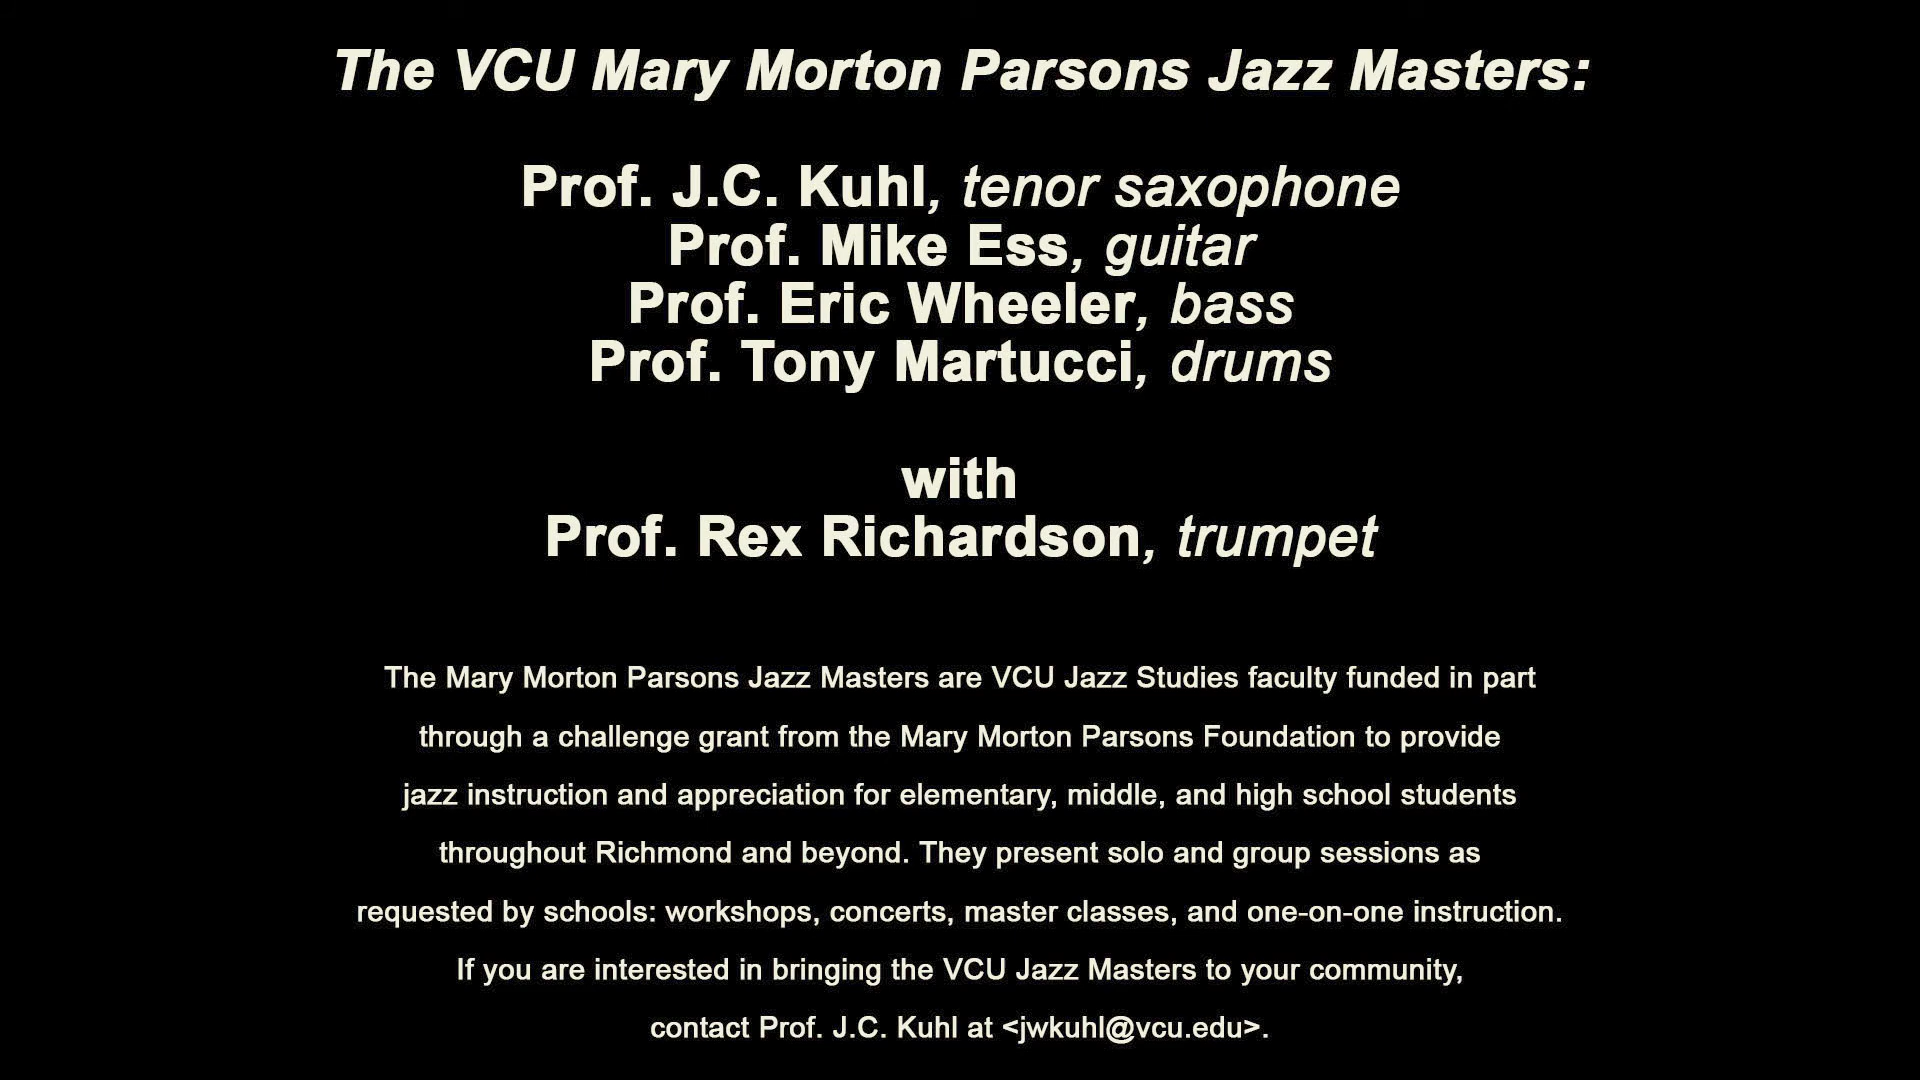 The VCU Mary Morton Parsons Jazz Masters:
Prof. J.C. Kuhl, tenor saxophone
Prof. Mike Ess, guitar
Prof. Eric Wheeler, bass
Prof. Tony Martucci, drums
with
Prof. Rex Richardson, trumpet
The Mary Morton Parsons Jazz Masters are VCU Jazz Studies faculty funded in part
through a challenge grant from the Mary Morton Parsons Foundation to provide
jazz instruction and appreciation for elementary, middle, and high school students
throughout Richmond and beyond. They present solo and group sessions as
requested by schools: workshops, concerts, master classes, and one-on-one instruction.
If you are interested in bringing the VCU Jazz Masters to your community,
contact Prof. J.C. Kuhl at <jwkuhl@vcu.edu>.